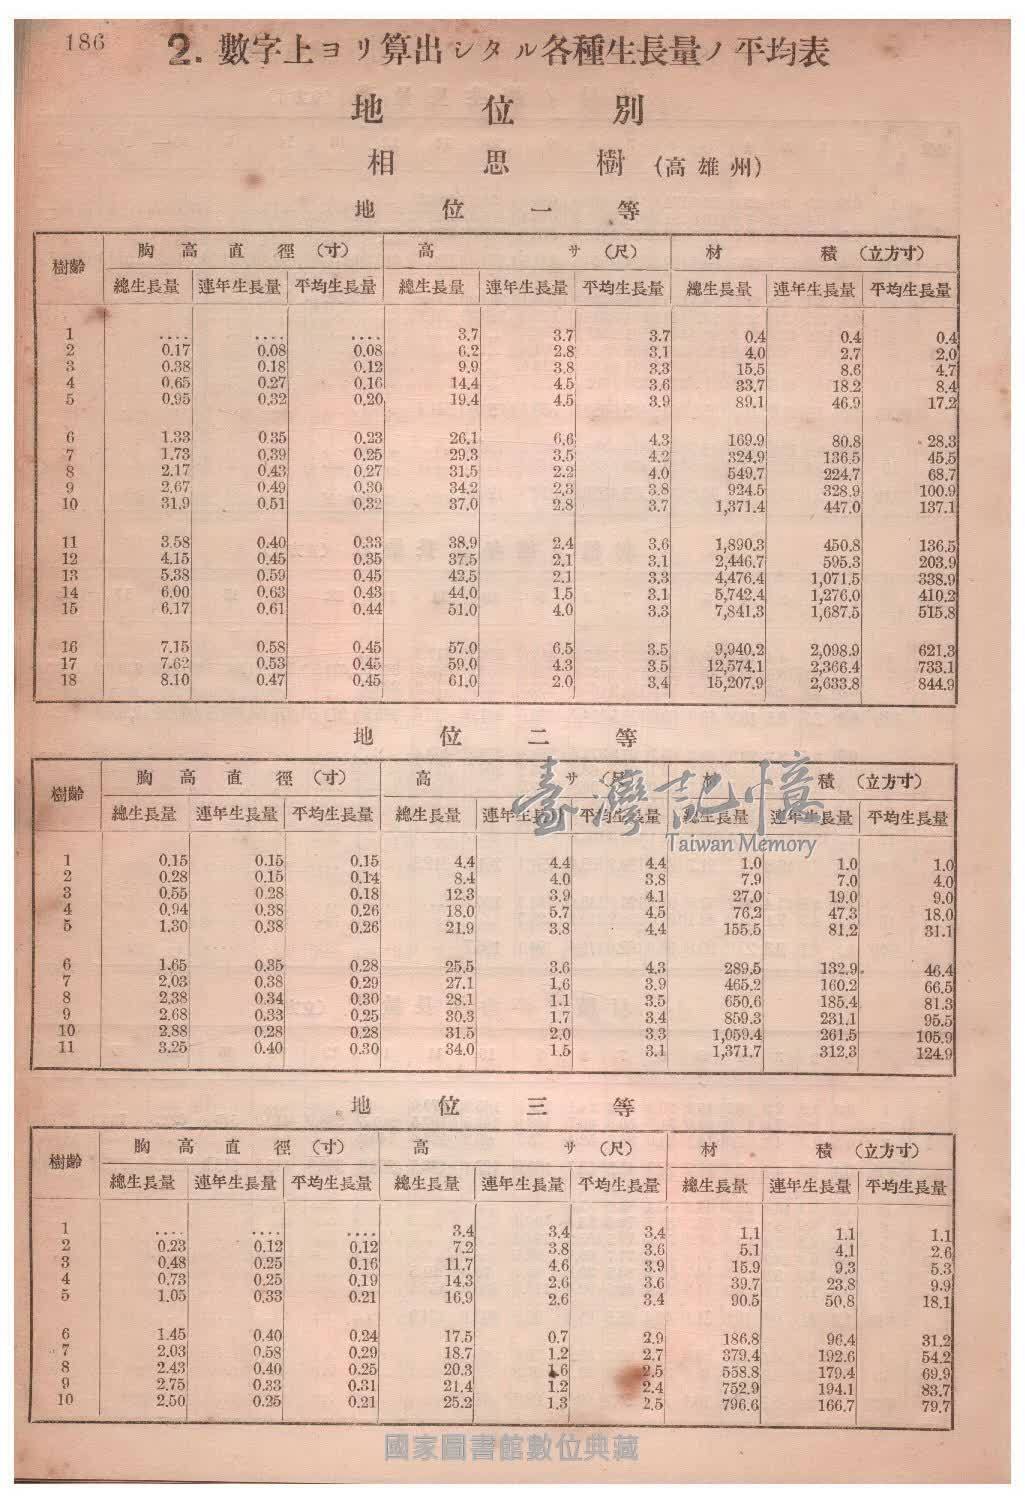 186
2. 數字上ヨリ算出シタル各種生長量ノ平均表
地位別
相思樹 (高雄州)
地位一等
樹齡 胸高直徑 (寸) 高サ (尺) 材積 (立方寸)
總生長量 連年生長量 平均生長量 總生長量 連年生長量 平均生長量 總生長量 連年生長量 平均生長量
1 .... .... .... 3.7 3.7 3.7 0.4 0.4 0.4
2 0.17 0.08 0.08 6.2 2.8 3.1 4.0 2.7 2.0
3 0.38 0.18 0.12 9.9 3.8 3.3 15.5 8.6 4.7
4 0.65 0.27 0.16 14.4 4.5 3.6 33.7 18.2 8.4
5 0.95 0.32 0.20 19.4 4.5 3.9 89.1 46.9 17.2
6 1.33 0.35 0.23 26.1 6.6 4.3 169.9 80.8 28.3
7 1.73 0.39 0.25 29.3 3.5 4.2 324.9 136.5 45.5
8 2.17 0.43 0.27 31.5 2.2 4.0 549.7 224.7 68.7
9 2.67 0.49 0.30 34.2 2.3 3.8 924.5 328.9 100.9
10 31.9 0.51 0.32 37.0 2.8 3.7 1,371.4 447.0 137.1
11 3.58 0.40 0.33 38.9 2.4 3.6 1,890.3 450.8 136.5
12 4.15 0.45 0.35 37.5 2.1 3.1 2,446.7 595.3 203.9
13 5.38 0.59 0.45 42.5 2.1 3.3 4,476.4 1,071.5 338.9
14 6.00 0.63 0.43 44.0 1.5 3.1 5,742.4 1,276.0 410.2
15 6.17 0.61 0.44 51.0 4.0 3.3 7,841.3 1,687.5 515.8
16 7.15 0.58 0.45 57.0 6.5 3.5 9,940.2 2,098.9 621.3
17 7.62 0.53 0.45 59.0 4.3 3.5 12,574.1 2,366.4 733.1
18 8.10 0.47 0.45 61.0 2.0 3.4 15,207.9 2,633.8 844.9
地位二等
樹齡 胸高直徑 (寸) 高サ (尺) 材積 (立方寸)
總生長量 連年生長量 平均生長量 總生長量 連年生長量 平均生長量 總生長量 連年生長量 平均生長量
臺灣記憶
Taiwan Memory
1 0.15 0.15 0.15 4.4 4.4 4.4 1.0 1.0 1.0
2 0.28 0.15 0.14 8.4 4.0 3.8 7.9 7.0 4.0
3 0.55 0.28 0.18 12.3 3.9 4.1 27.0 19.0 9.0
4 0.94 0.38 0.26 18.0 5.7 4.5 76.2 47.3 18.0
5 1.30 0.38 0.26 21.9 3.8 4.4 155.5 81.2 31.1
6 1.65 0.35 0.28 25.5 3.6 4.3 289.5 132.9 46.4
7 2.03 0.38 0.29 27.1 1.6 3.9 465.2 160.2 66.5
8 2.38 0.34 0.30 28.1 1.1 3.5 650.6 185.4 81.3
9 2.68 0.33 0.25 30.3 1.7 3.4 859.3 231.1 95.5
10 2.88 0.28 0.28 31.5 2.0 3.3 1,059.4 261.5 105.9
11 3.25 0.40 0.30 34.0 1.5 3.1 1,371.7 312.3 124.9
地位三等
樹齡 胸高直徑 (寸) 高サ (尺) 材積 (立方寸)
總生長量 連年生長量 平均生長量 總生長量 連年生長量 平均生長量 總生長量 連年生長量 平均生長量
1 .... .... .... 3.4 3.4 3.4 1.1 1.1 1.1
2 0.23 0.12 0.12 7.2 3.8 3.6 5.1 4.1 2.6
3 0.48 0.25 0.16 11.7 4.6 3.9 15.9 9.3 5.3
4 0.73 0.25 0.19 14.3 2.6 3.6 39.7 23.8 9.9
5 1.05 0.33 0.21 16.9 2.6 3.4 90.5 50.8 18.1
6 1.45 0.40 0.24 17.5 0.7 2.9 186.8 96.4 31.2
7 2.03 0.58 0.29 18.7 1.2 2.7 379.4 192.6 54.2
8 2.43 0.40 0.25 20.3 1.6 2.5 558.8 179.4 69.9
9 2.75 0.33 0.31 21.4 1.2 2.4 752.9 194.1 83.7
10 2.50 0.25 0.21 25.2 1.3 2.5 796.6 166.7 79.7
國家圖書館數位典藏